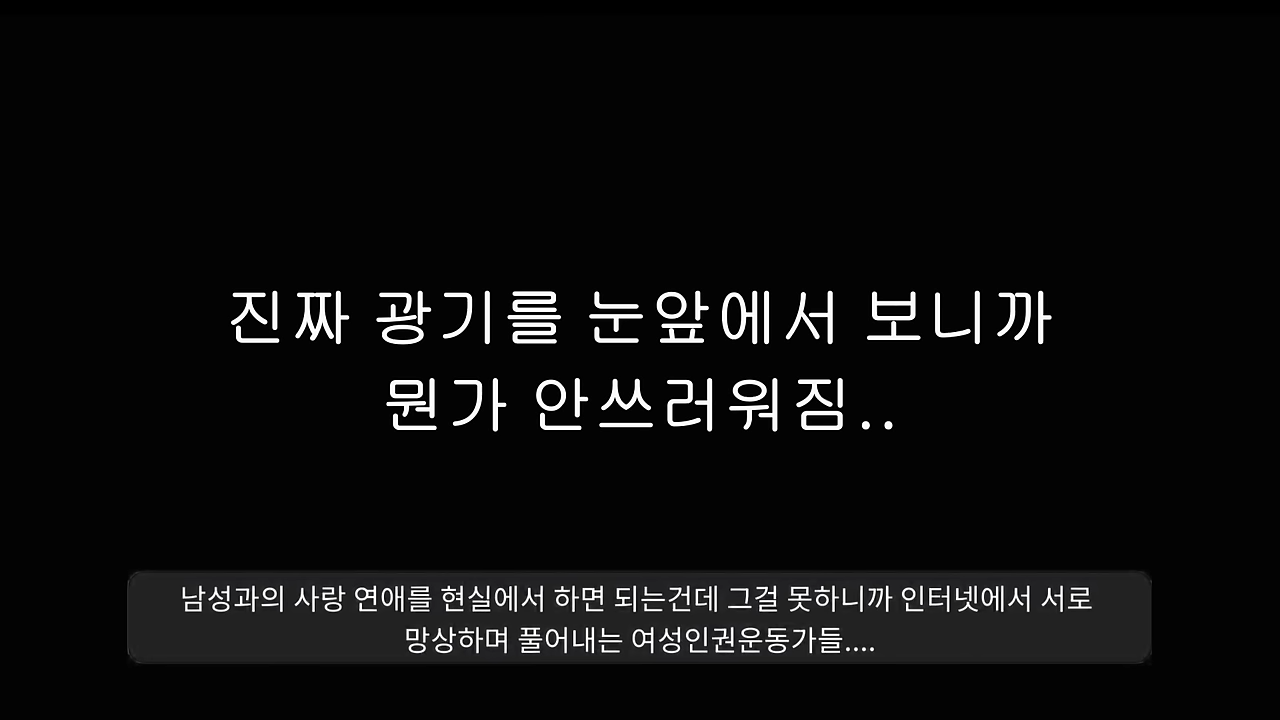 진짜 광기를 눈앞에서 보니까
뭔가 안쓰러워짐..
남성과의 사랑 연애를 현실에서 하면 되는건데 그걸 못하니까 인터넷에서 서로
망상하며 풀어내는 여성인권운동가들....